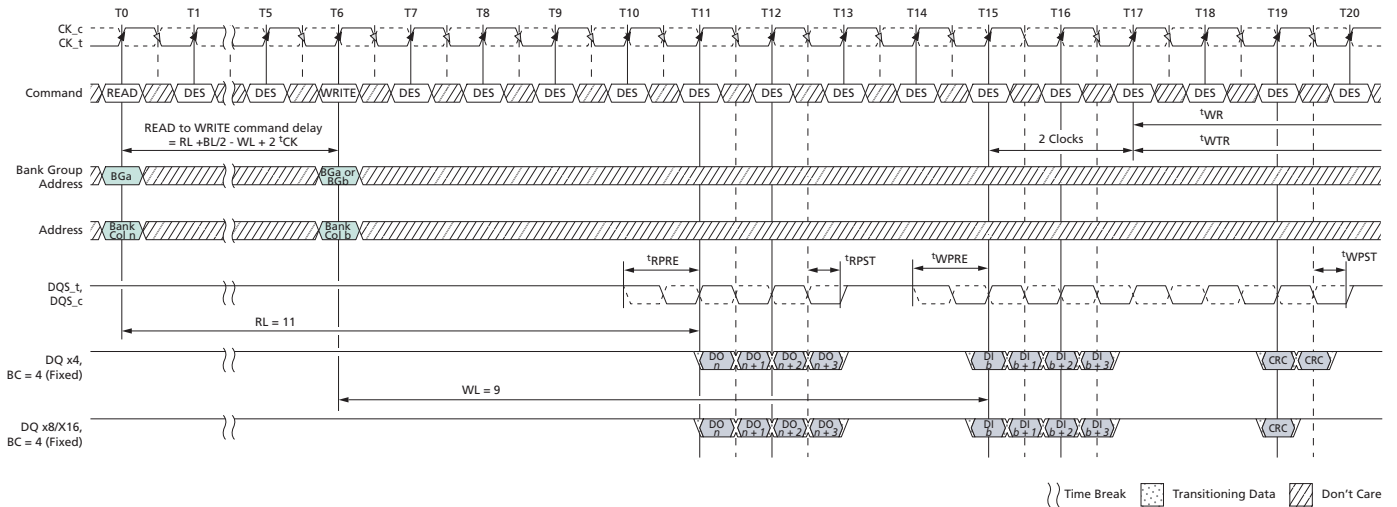 T0 T1 T5 T6 T7 T8 T9 T10 T11 T12 T13 T14 T15 T16 T17 T18 T19 T20
CK_c
CK_t
Command READ DES DES WRITE DES DES DES DES DES DES DES DES DES DES DES DES DES DES
tWR
READ to WRITE command delay
= RL +BL/2 - WL + 2 tCK
2 Clocks
tWTR
Bank Group
Address
BGa
BGa or
BGb
Address
Bank
Col n
Bank
Col b
tRPRE tRPST tWPRE tWPST
DQS_t,
DQS_c
RL = 11
DQ x4,
BC = 4 (Fixed)
DO DO DO DO DI DI DI DI CRC CRC
n n + 1 n + 2 n + 3 b b + 1 b + 2 b + 3
WL = 9
DQ x8/X16,
BC = 4 (Fixed)
DO DO DO DO DI DI DI DI CRC
n n + 1 n + 2 n + 3 b b + 1 b + 2 b + 3
Time Break Transitioning Data Don't Care